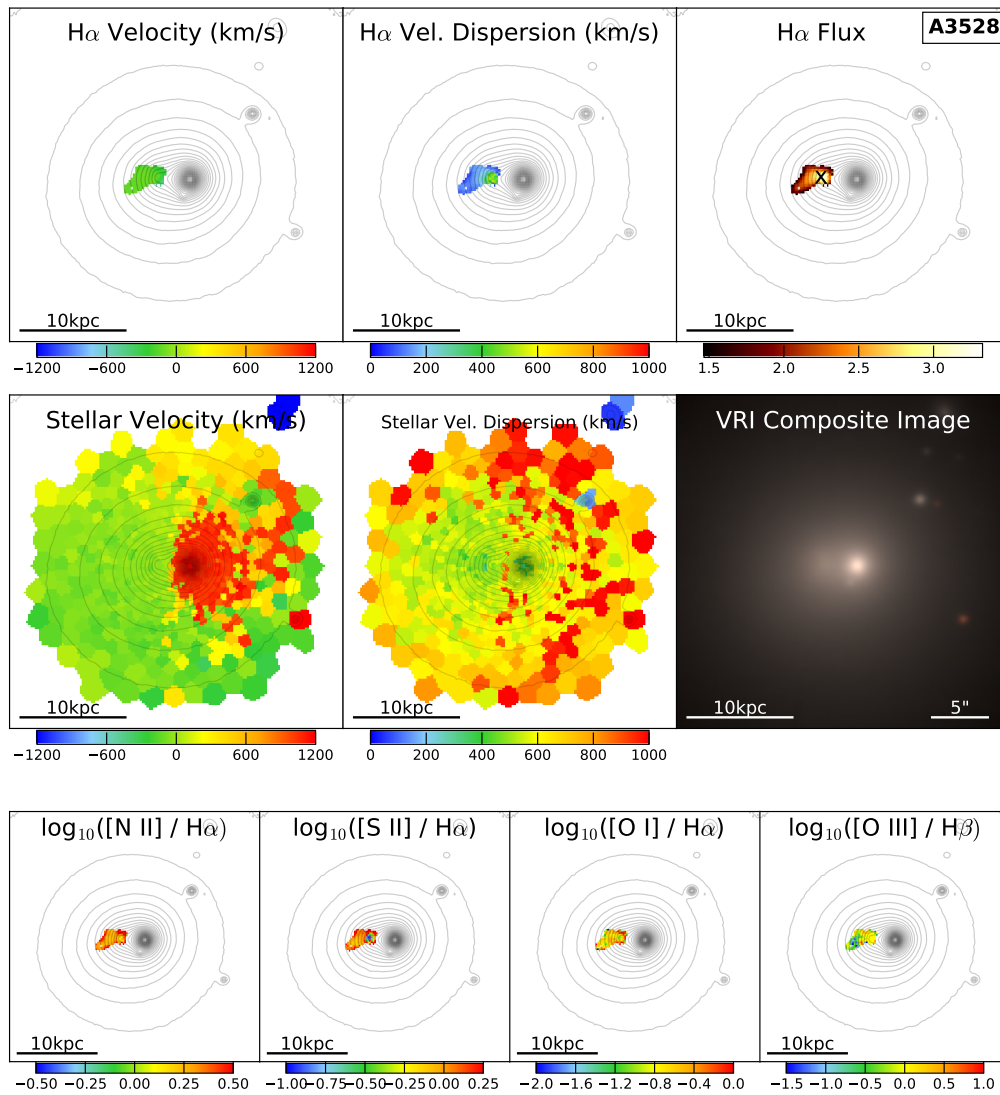 Hα Velocity (km/s)
Hα Vel. Dispersion (km/s)
Hα Flux
A3528
10kpc
10kpc
10kpc
−1200 −600 0 600 1200
0 200 400 600 800 1000
1.5 2.0 2.5 3.0
Stellar Velocity (km/s)
Stellar Vel. Dispersion (km/s)
VRI Composite Image
10kpc
10kpc
10kpc
5"
−1200 −600 0 600 1200
0 200 400 600 800 1000
log₁₀([N II] / Hα)
log₁₀([S II] / Hα)
log₁₀([O I] / Hα)
log₁₀([O III] / Hβ)
10kpc
10kpc
10kpc
10kpc
−0.50 −0.25 0.00 0.25 0.50
−1.00 −0.75 −0.50 −0.25 0.00 0.25
−2.0 −1.6 −1.2 −0.8 −0.4 0.0
−1.5 −1.0 −0.5 0.0 0.5 1.0